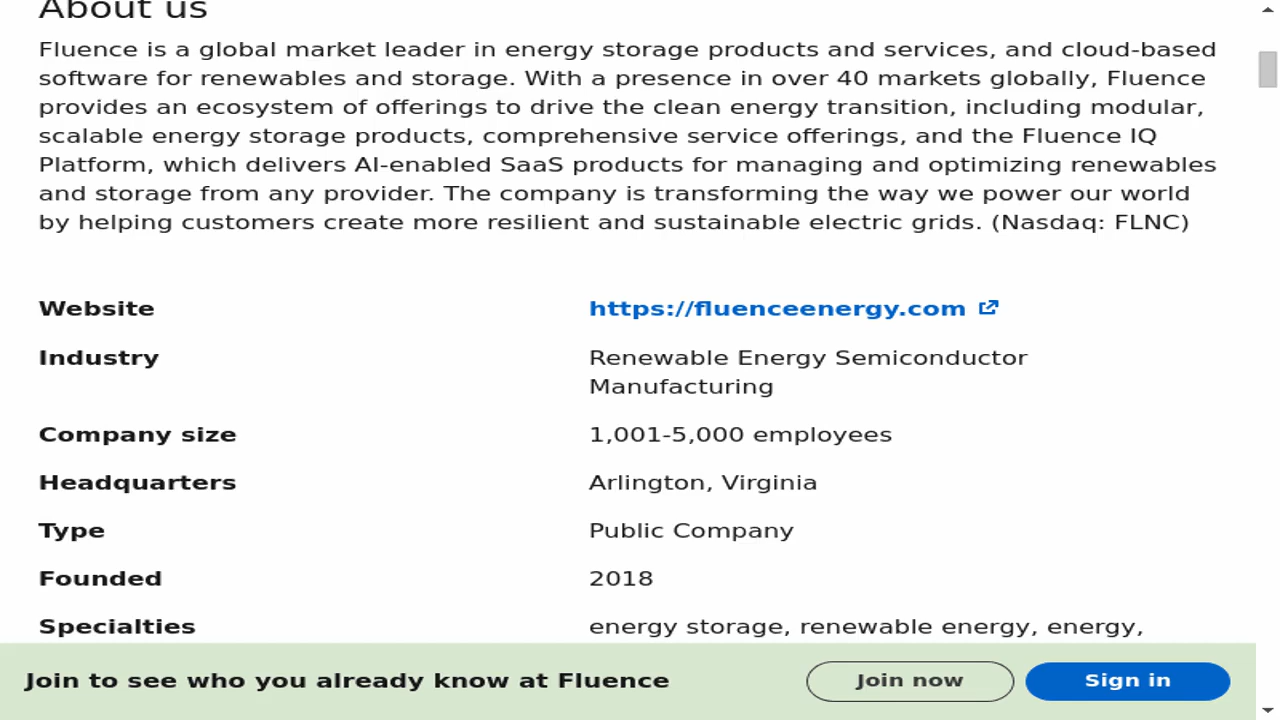 About us
Fluence is a global market leader in energy storage products and services, and cloud-based
software for renewables and storage. With a presence in over 40 markets globally, Fluence
provides an ecosystem of offerings to drive the clean energy transition, including modular,
scalable energy storage products, comprehensive service offerings, and the Fluence IQ
Platform, which delivers AI-enabled SaaS products for managing and optimizing renewables
and storage from any provider. The company is transforming the way we power our world
by helping customers create more resilient and sustainable electric grids. (Nasdaq: FLNC)
Website https://fluenceenergy.com
Industry Renewable Energy Semiconductor
Manufacturing
Company size 1,001-5,000 employees
Headquarters Arlington, Virginia
Type Public Company
Founded 2018
Specialties energy storage, renewable energy, energy,
Join to see who you already know at Fluence Join now Sign in